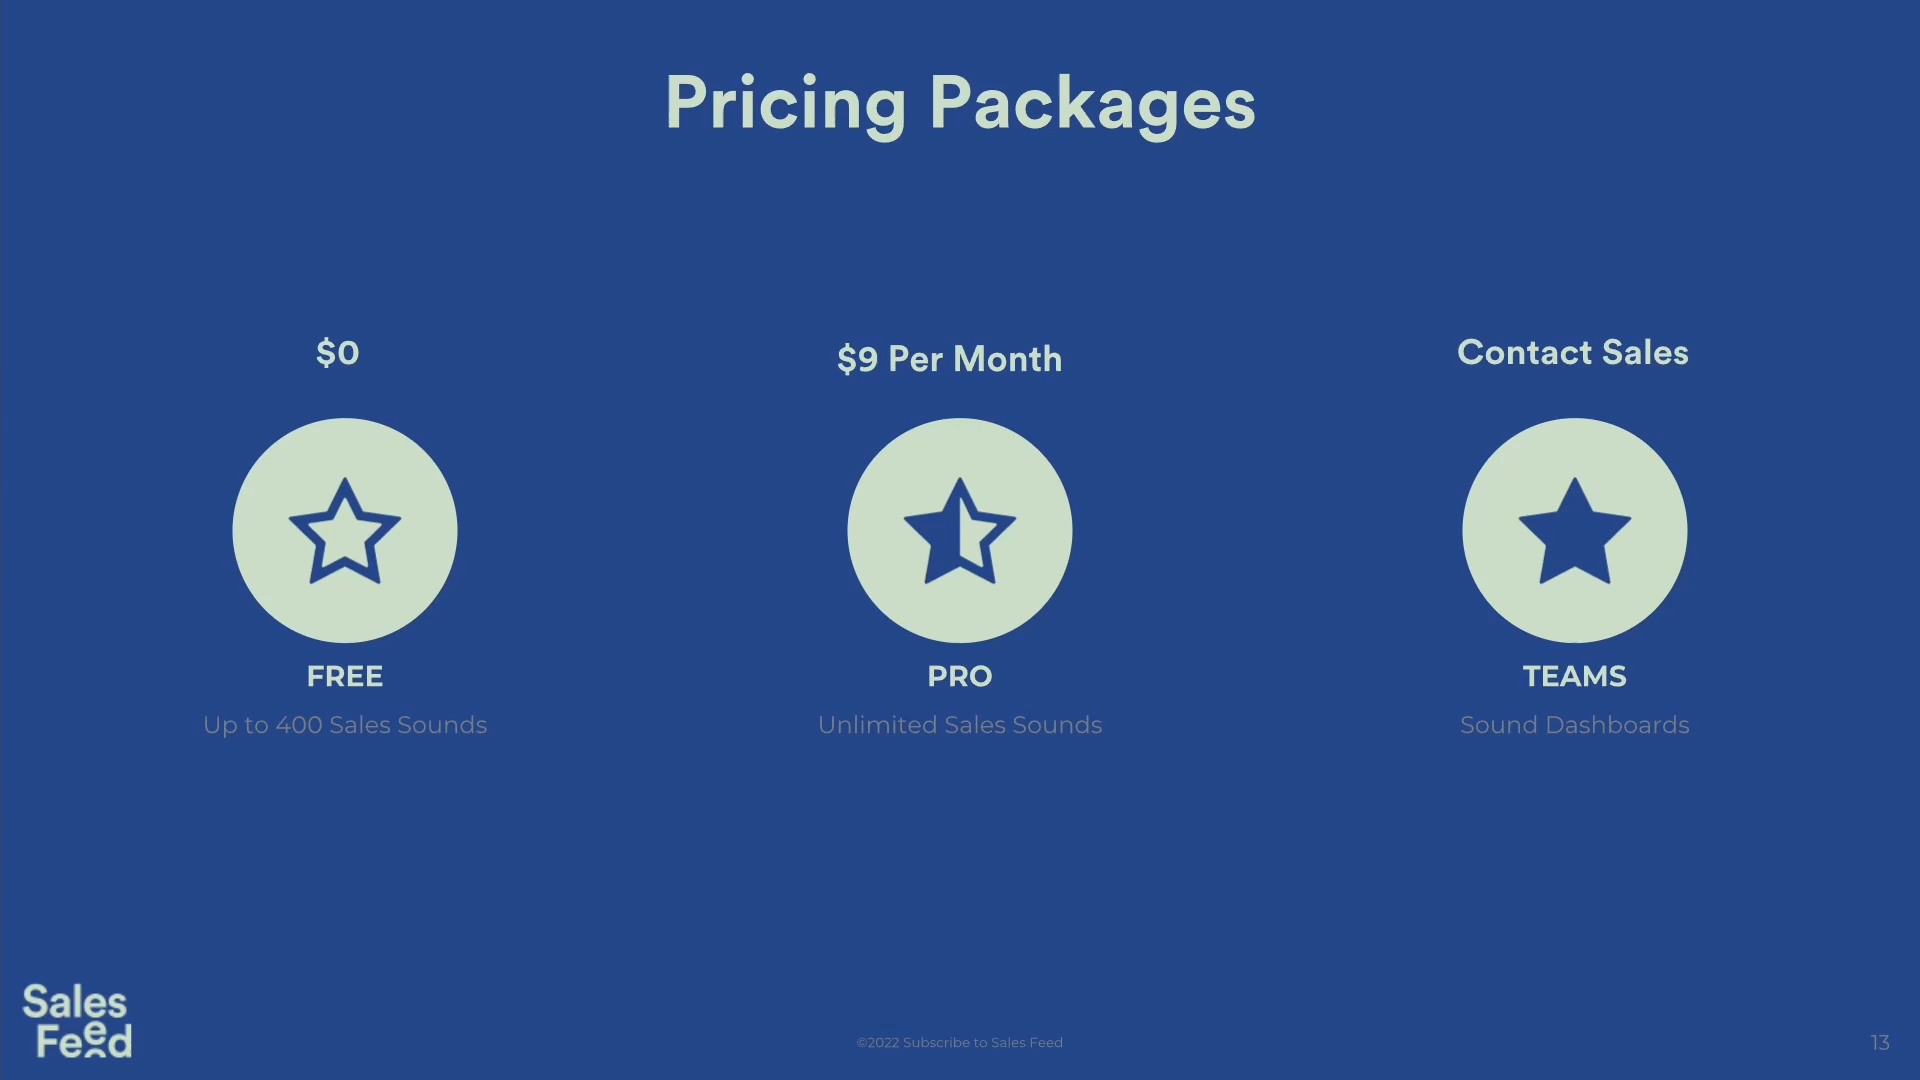 Pricing Packages
$0
$9 Per Month
Contact Sales
FREE
PRO
TEAMS
Up to 400 Sales Sounds
Unlimited Sales Sounds
Sound Dashboards
Sales
Feed
©2022 Subscribe to Sales Feed
13